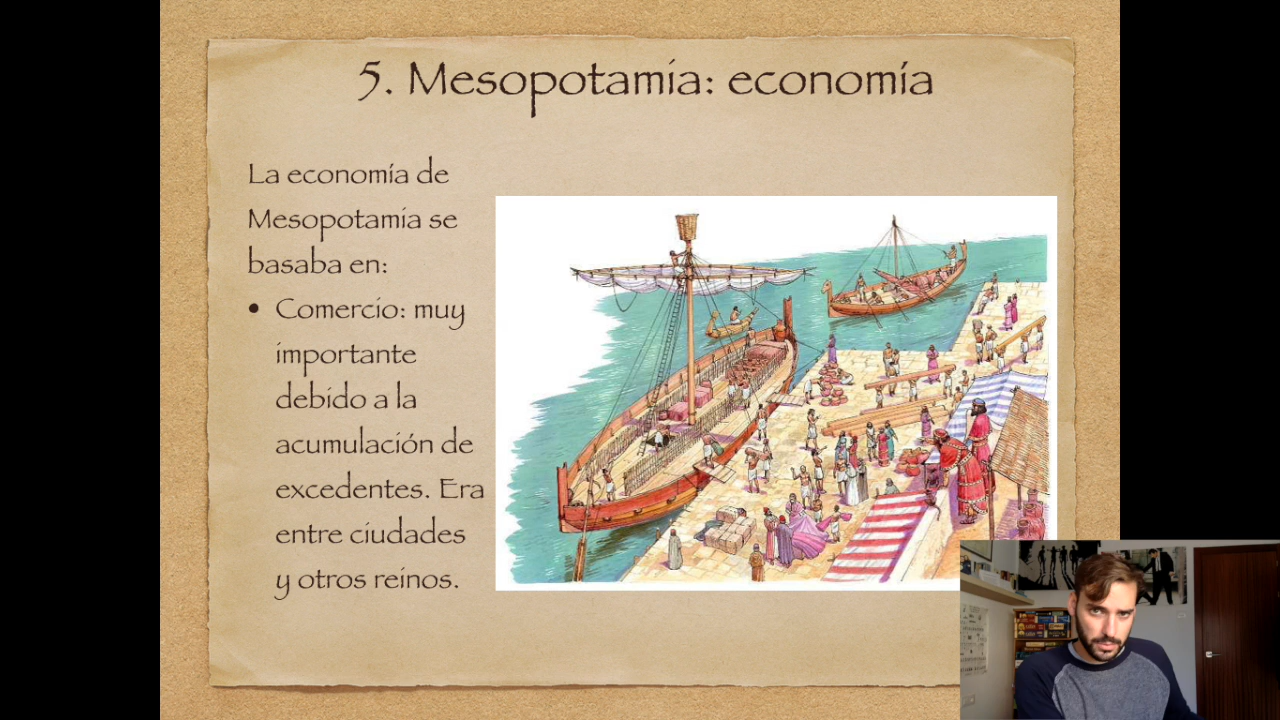 5. Mesopotamia: economía
La economía de
Mesopotamia se
basaba en:
• Comercio: muy
importante
debido a la
acumulación de
excedentes. Era
entre ciudades
y otros reinos.